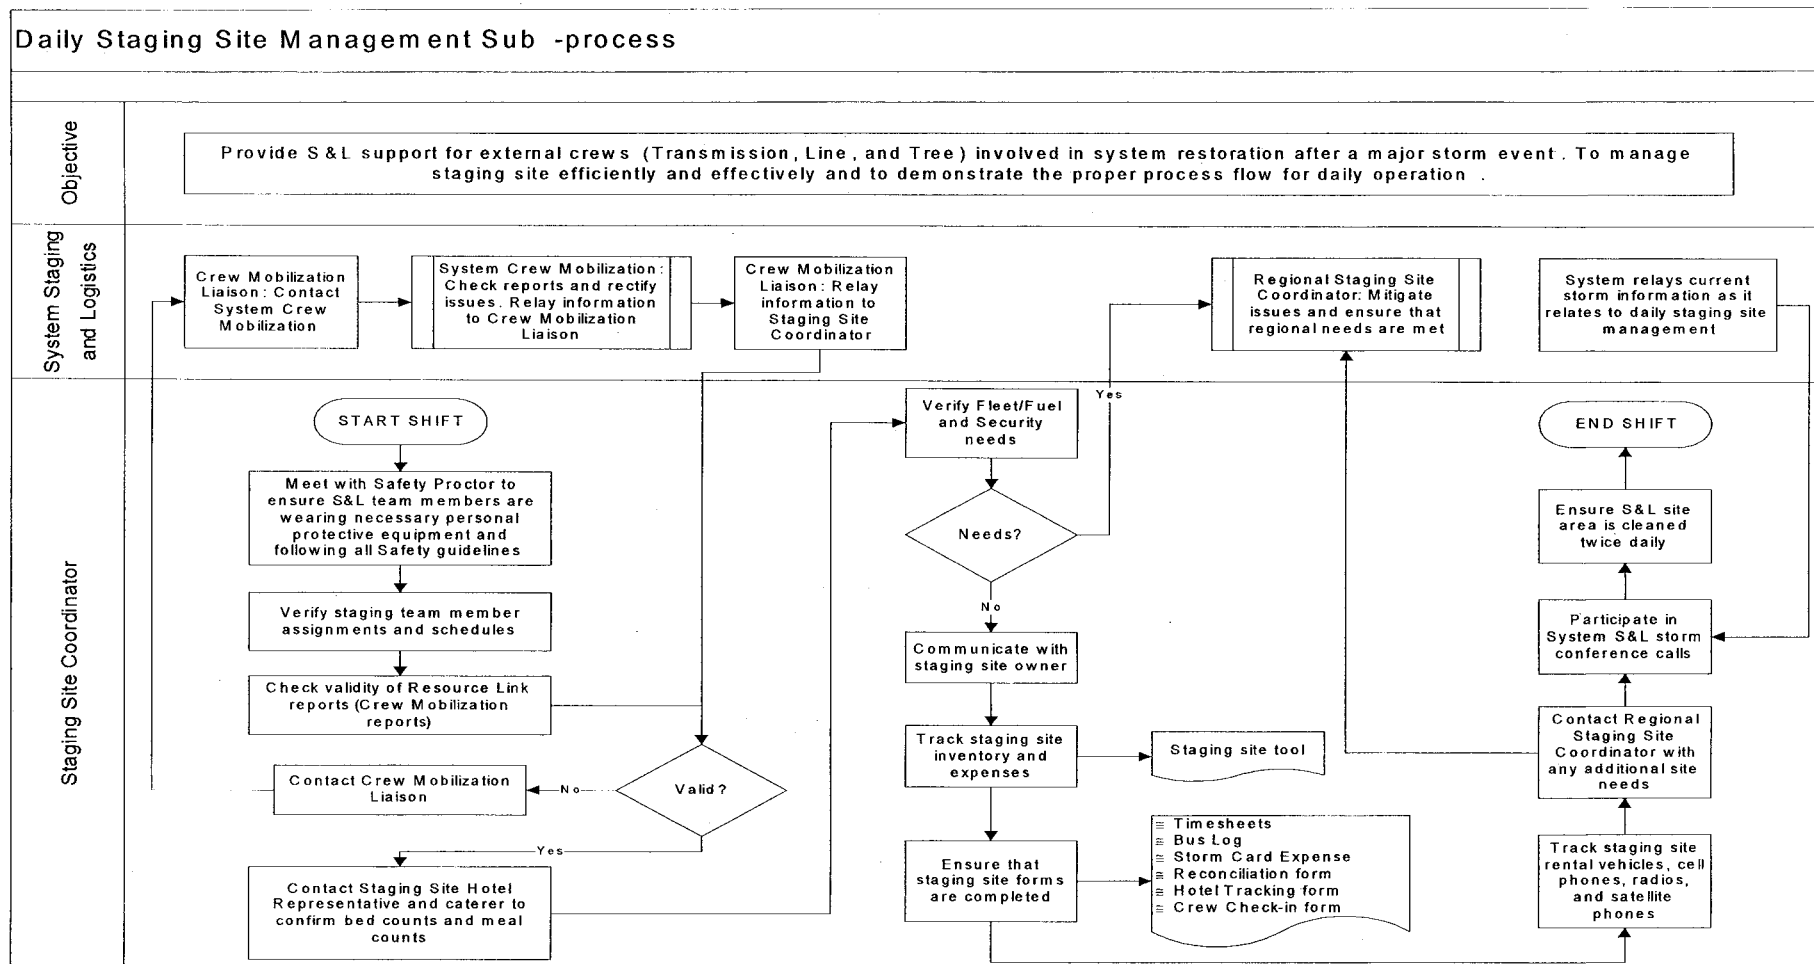 Daily Staging Site Management Sub -process
Objective
Provide S&L support for external crews (Transmission, Line, and Tree) involved in system restoration after a major storm event. To manage
staging site efficiently and effectively and to demonstrate the proper process flow for daily operation .
System Staging
and Logistics
Crew Mobilization
Liaison: Contact
System Crew
Mobilization
System Crew Mobilization:
Check reports and rectify
issues. Relay information
to Crew Mobilization
Liaison
Crew Mobilization
Liaison: Relay
information to
Staging Site
Coordinator
Regional Staging Site
Coordinator: Mitigate
issues and ensure that
regional needs are met
System relays current
storm information as it
relates to daily staging site
management
Staging Site Coordinator
START SHIFT
Meet with Safety Proctor to
ensure S&L team members are
wearing necessary personal
protective equipment and
following all Safety guidelines
Verify staging team member
assignments and schedules
Check validity of Resource Link
reports (Crew Mobilization
reports)
Valid?
No
Contact Crew Mobilization
Liaison
Yes
Contact Staging Site Hotel
Representative and caterer to
confirm bed counts and meal
counts
Verify Fleet/Fuel
and Security
needs
Needs?
Yes
No
Communicate with
staging site owner
Track staging site
inventory and
expenses
Staging site tool
Ensure that
staging site forms
are completed
≅ Timesheets
≅ Bus Log
≅ Storm Card Expense
≅ Reconciliation form
≅ Hotel Tracking form
≅ Crew Check-in form
END SHIFT
Ensure S&L site
area is cleaned
twice daily
Participate in
System S&L storm
conference calls
Contact Regional
Staging Site
Coordinator with
any additional site
needs
Track staging site
rental vehicles, cell
phones, radios,
and satellite
phones